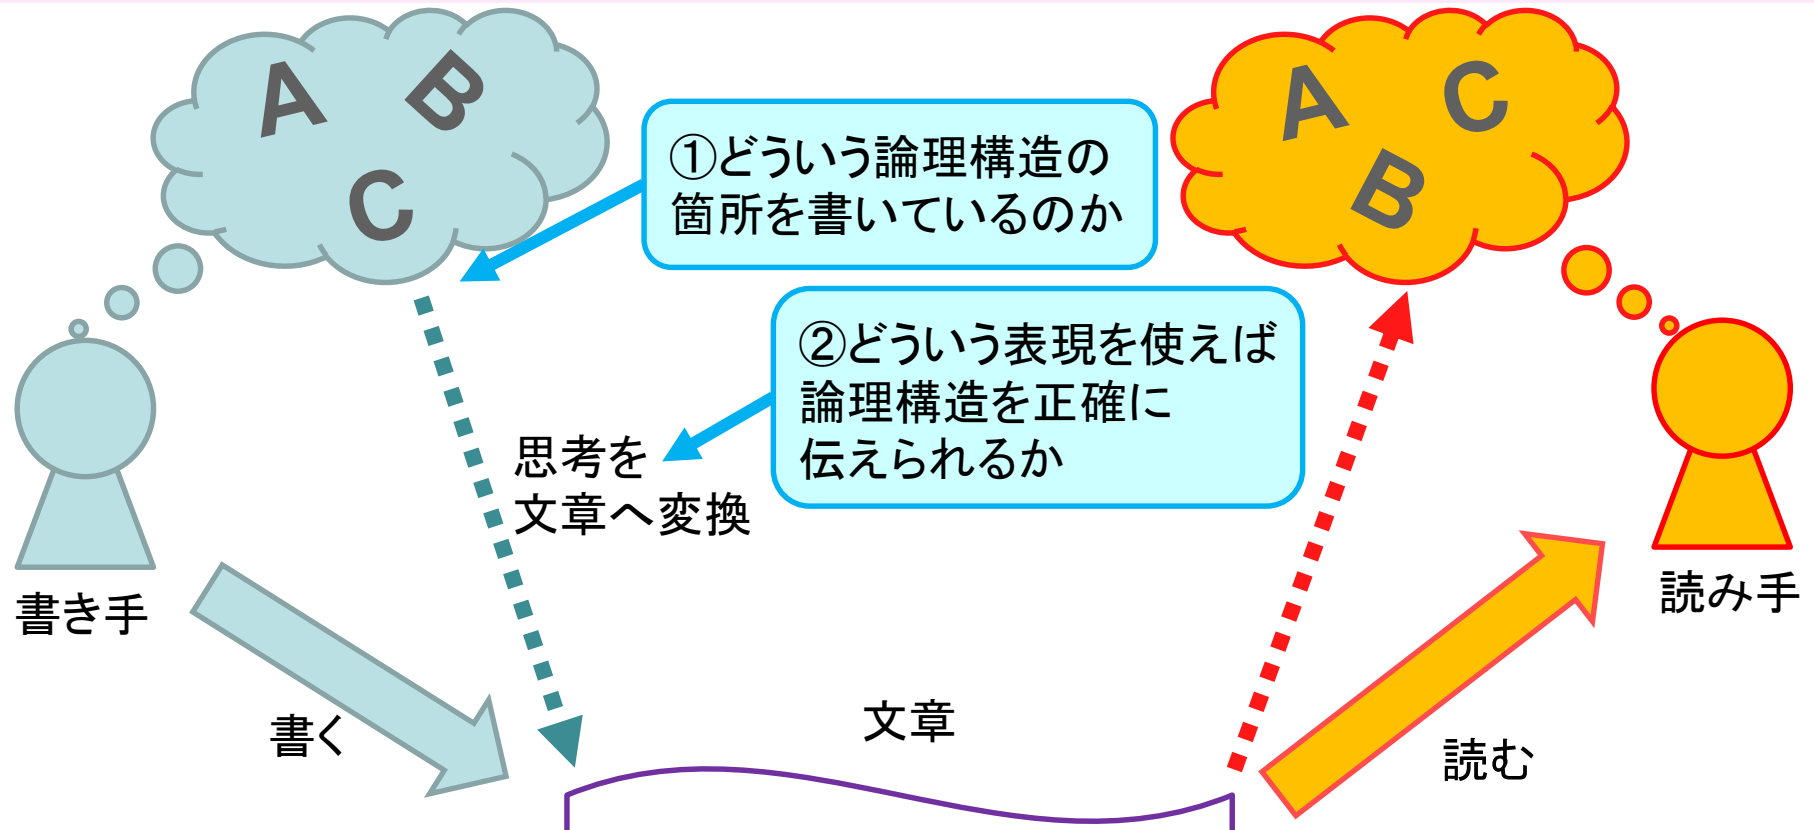 A B
C
A C
B
①どういう論理構造の
箇所を書いているのか
②どういう表現を使えば
論理構造を正確に
伝えられるか
思考を
文章へ変換
書き手
読み手
書く
文章
読む